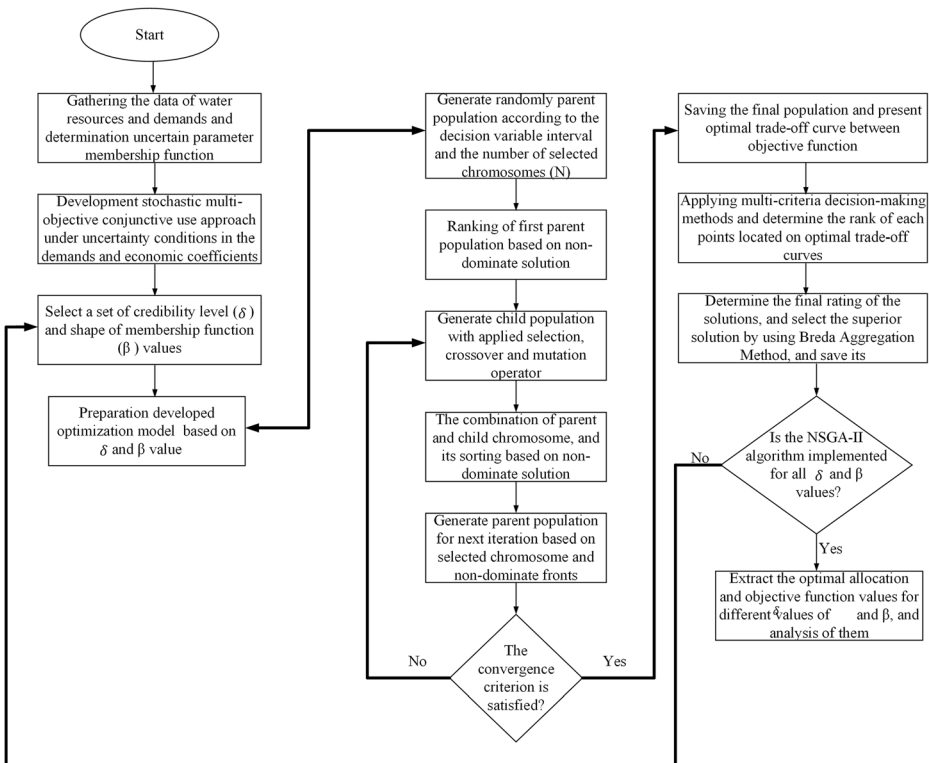 Start
Gathering the data of water
resources and demands and
determination uncertain parameter
membership function
Development stochastic multi-
objective conjunctive use approach
under uncertainty conditions in the
demands and economic coefficients
Select a set of credibility level (δ)
and shape of membership function
(β ) values
Preparation developed
optimization model based on
δ and β value
Generate randomly parent
population according to the
decision variable interval
and the number of selected
chromosomes (N)
Ranking of first parent
population based on non-
dominate solution
Generate child population
with applied selection,
crossover and mutation
operator
The combination of parent
and child chromosome, and
its sorting based on non-
dominate solution
Generate parent population
for next iteration based on
selected chromosome and
non-dominate fronts
The
convergence
criterion is
satisfied?
No
Yes
Saving the final population and present
optimal trade-off curve between
objective function
Applying multi-criteria decision-making
methods and determine the rank of each
points located on optimal trade-off
curves
Determine the final rating of the
solutions, and select the superior
solution by using Breda Aggregation
Method, and save its
Is the NSGA-II
algorithm implemented
for all δ and β
values?
No
Yes
Extract the optimal allocation
and objective function values for
different values of δ and β, and
analysis of them